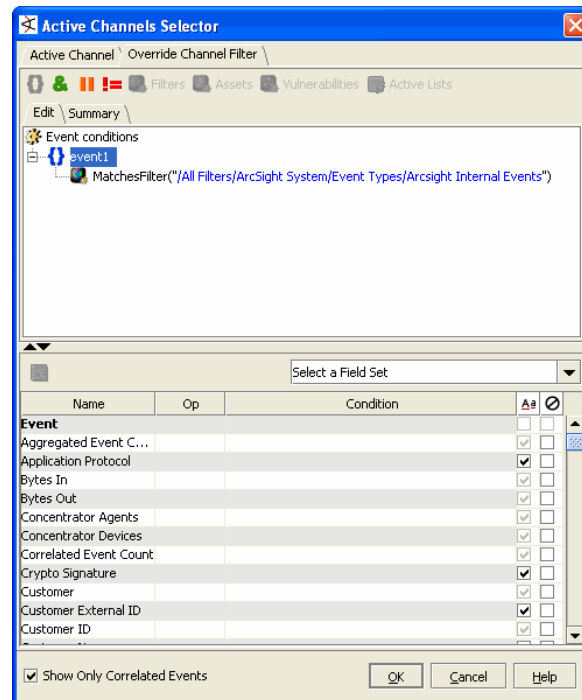 Active Channels Selector
Active Channel Override Channel Filter
& != Filters Assets Vulnerabilities Active Lists
Edit Summary
Event conditions
event1
MatchesFilter("/All Filters/ArcSight System/Event Types/Arcsight Internal Events")
Select a Field Set
Name Op Condition Aa
Event
Aggregated Event C...
Application Protocol
Bytes In
Bytes Out
Concentrator Agents
Concentrator Devices
Correlated Event Count
Crypto Signature
Customer
Customer External ID
Customer ID
Show Only Correlated Events OK Cancel Help